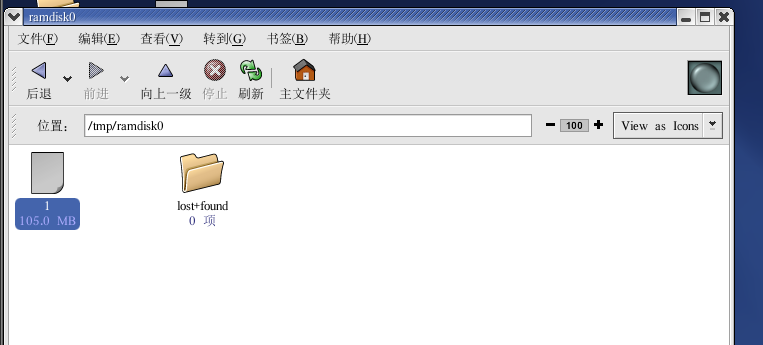 ramdisk0
文件(F) 编辑(E) 查看(V) 转到(G) 书签(B) 帮助(H)
后退 前进 向上一级 停止 刷新 主文件夹
位置: /tmp/ramdisk0 100 View as Icons
1 lost+found
105.0 MB 0 项